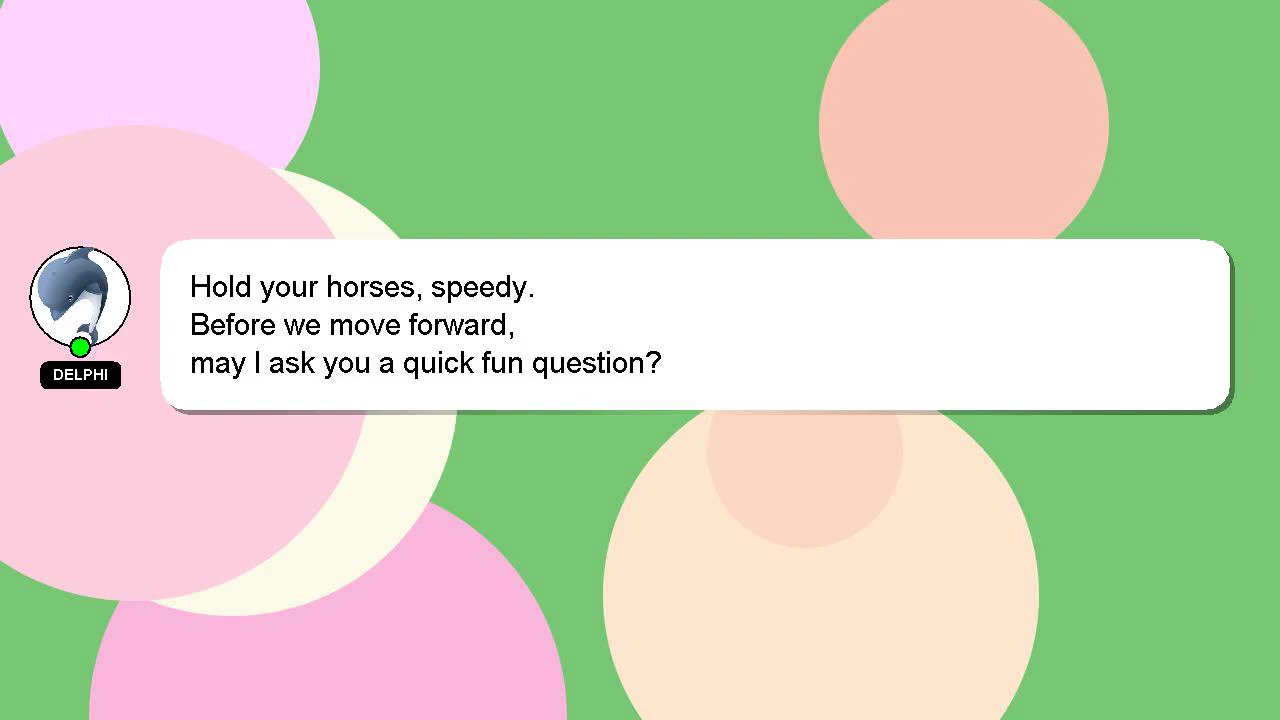 Hold your horses, speedy.
Before we move forward,
may I ask you a quick fun question?
DELPHI